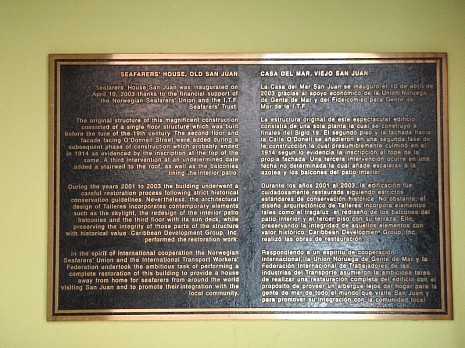 SEAFARERS' HOUSE, OLD SAN JUAN
Seafarers' House San Juan was inaugurated on
April 10, 2003 thanks to the financial support of
the Norwegian Seafarers' Union and the I.T.F.
Seafarers' Trust.
The original structure of this magnificent construction
consisted of a single floor structure which was built
before the turn of the 19th century. The second floor and
facade facing O'Donnell Street were added during a
subsequent phase of construction which probably ended
in 1914 as evidenced by the inscription at the top of the
same. A third intervention at an undetermined date
added a stairwell to the roof, as well as the balconies
lining the interior patio.
During the years 2001 to 2003 the building underwent a
careful restoration process following strict historical
conservation guidelines. Nevertheless, the architectural
design of Talleres incorporates contemporary elements
such as the skylight, the redesign of the interior patio
balconies and the third floor with its sun deck, while
preserving the integrity of those parts of the structure
with historical value. Caribbean Development Group, Inc.
performed the restoration work.
In the spirit of international cooperation the Norwegian
Seafarers' Union and the International Transport Workers'
Federation undertook the ambitious task of performing a
complete restoration of this building to provide a house
away from home for seafarers from around the world
visiting San Juan and to promote their integration with the
local community.
CASA DEL MAR, VIEJO SAN JUAN
La Casa del Mar San Juan se inauguró el 10 de abril de
2003 gracias al apoyo económico de la Unión Noruega
de Gente de Mar y del Fideicomiso para Gente de
Mar de la I.T.F.
La estructura original de este espectacular edificio
consistía de una sola planta la cual se construyó a
finales del Siglo 19. El segundo piso y la fachada hacia
la Calle O'Donell se añadieron en una segunda fase de
la construcción la cual presumiblemente culminó en el
1914 según lo evidencia la inscripción al tope de la
propia fachada. Una tercera intervención ocurre en una
fecha no determinada la cual añade escaleras a la
azotea y los balcones del patio interior.
Durante los años 2001 al 2003, la edificación fue
cuidadosamente restaurada siguiendo estrictos
estándares de conservación histórica. No obstante, el
diseño arquitectónico de Talleres incorpora elementos
tales como el tragaluz, el rediseño de los balcones del
patio interior y el tercer piso con su terraza. Ello,
preservando la integridad de aquellos elementos con
valor histórico. Caribbean Development Group, Inc.
realizó las obras de restauración.
Respondiendo a un espíritu de cooperación
internacional, la Unión Noruega de Gente de Mar y la
Federación Internacional de Trabajadores de las
Industrias del Transporte asumieron la ambiciosa tarea
de realizar una restauración completa del edificio con el
propósito de proveer un albergue lejos del hogar para la
gente de mar de todo el mundo que visite San Juan y
para promover su integración con la comunidad local.